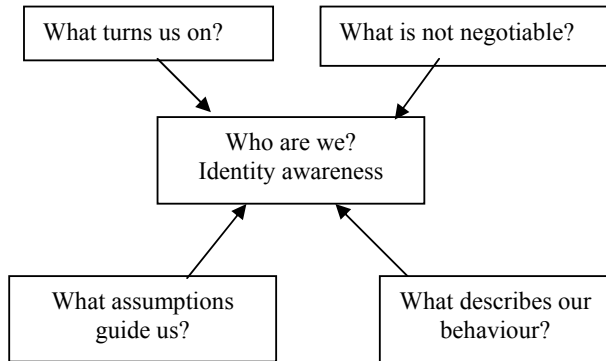 What turns us on?
What is not negotiable?
Who are we?
Identity awareness
What assumptions
guide us?
What describes our
behaviour?